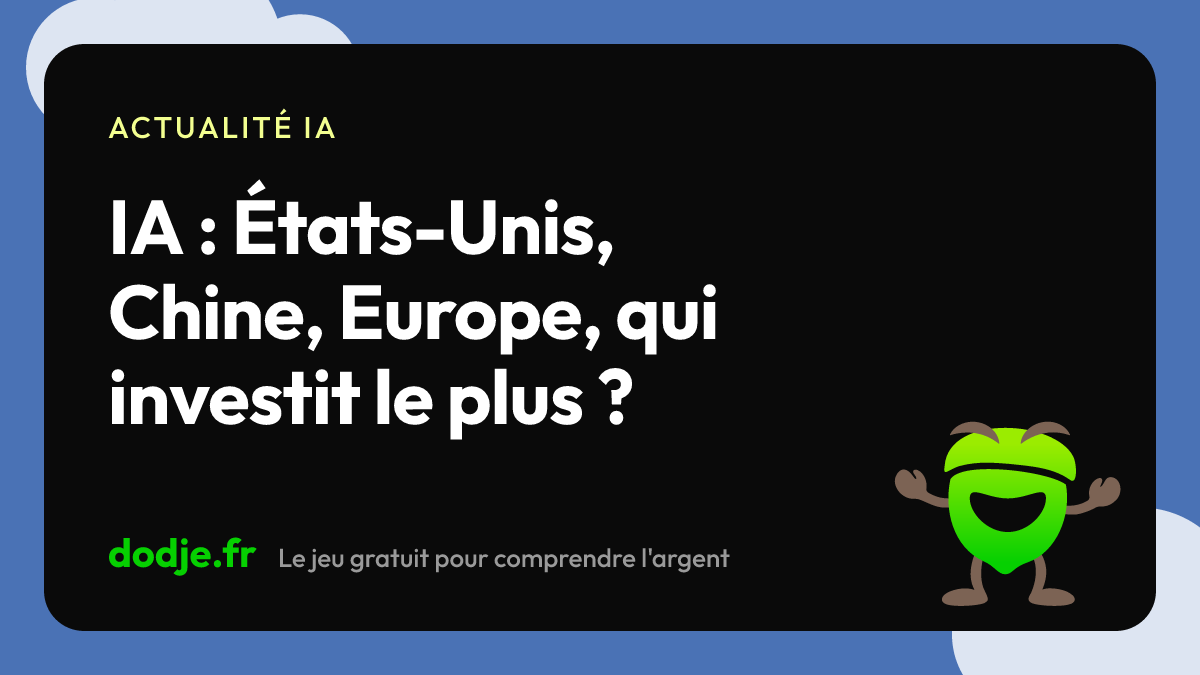 ACTUALITÉ IA
IA : États-Unis,
Chine, Europe, qui
investit le plus ?
dodje.fr Le jeu gratuit pour comprendre l'argent